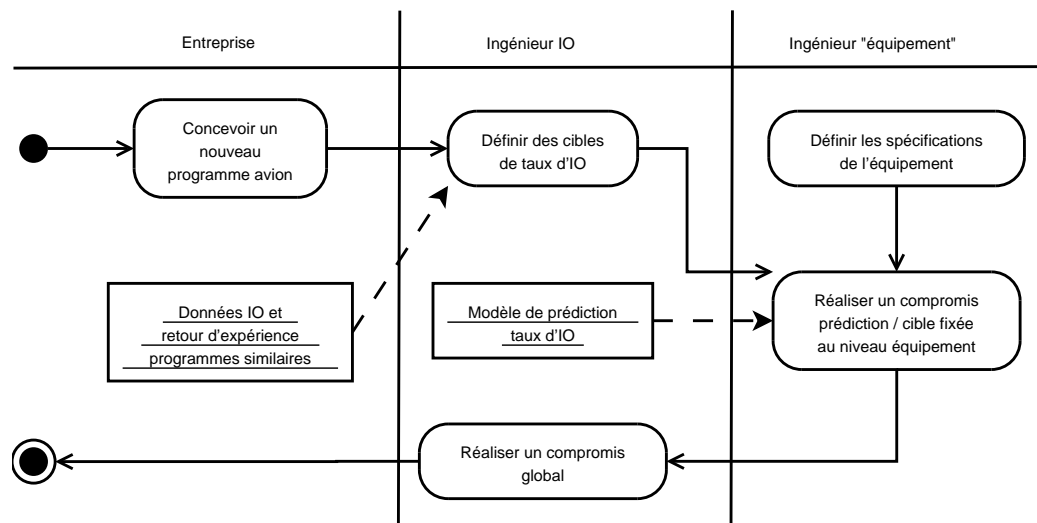 Entreprise
Ingénieur IO
Ingénieur "équipement"
Concevoir un
nouveau
programme avion
Définir des cibles
de taux d'IO
Définir les spécifications
de l'équipement
Données IO et
retour d'expérience
programmes similaires
Modèle de prédiction
taux d'IO
Réaliser un compromis
prédiction / cible fixée
au niveau équipement
Réaliser un compromis
global